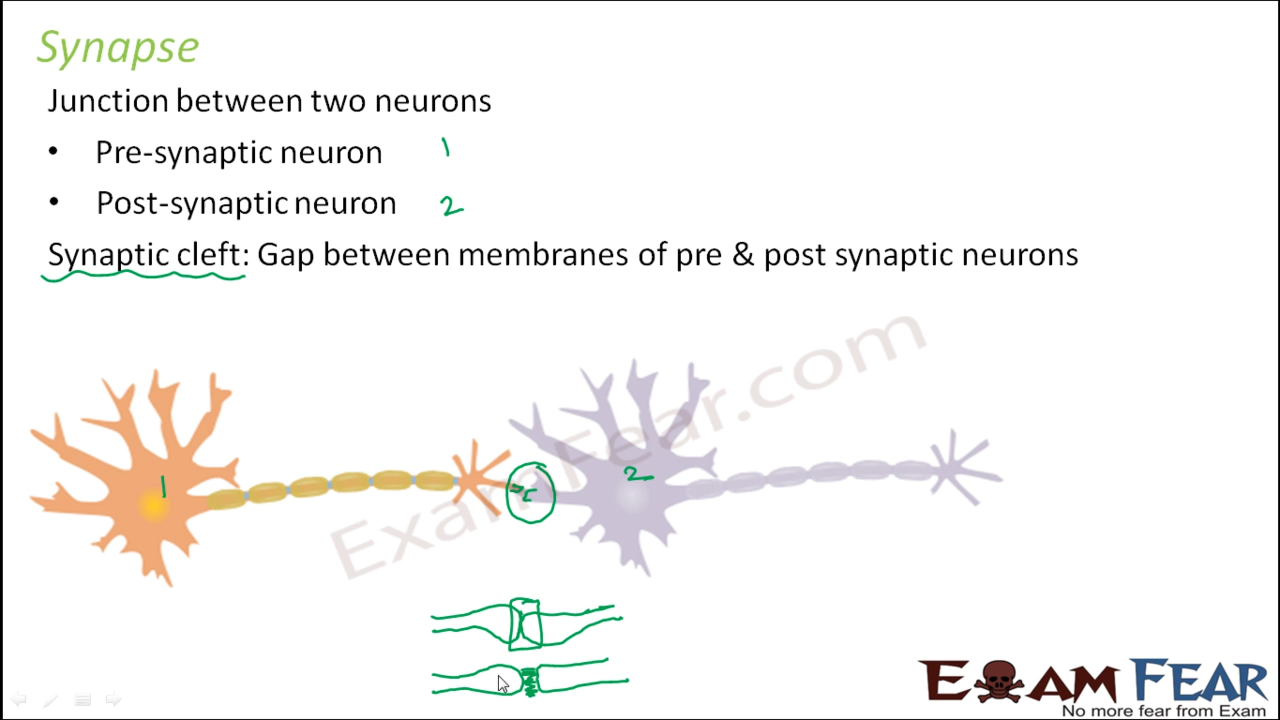 Synapse
Junction between two neurons
• Pre-synaptic neuron 1
• Post-synaptic neuron 2
Synaptic cleft: Gap between membranes of pre & post synaptic neurons
ExamFear.com
1
2
EXAM FEAR
No more fear from Exam